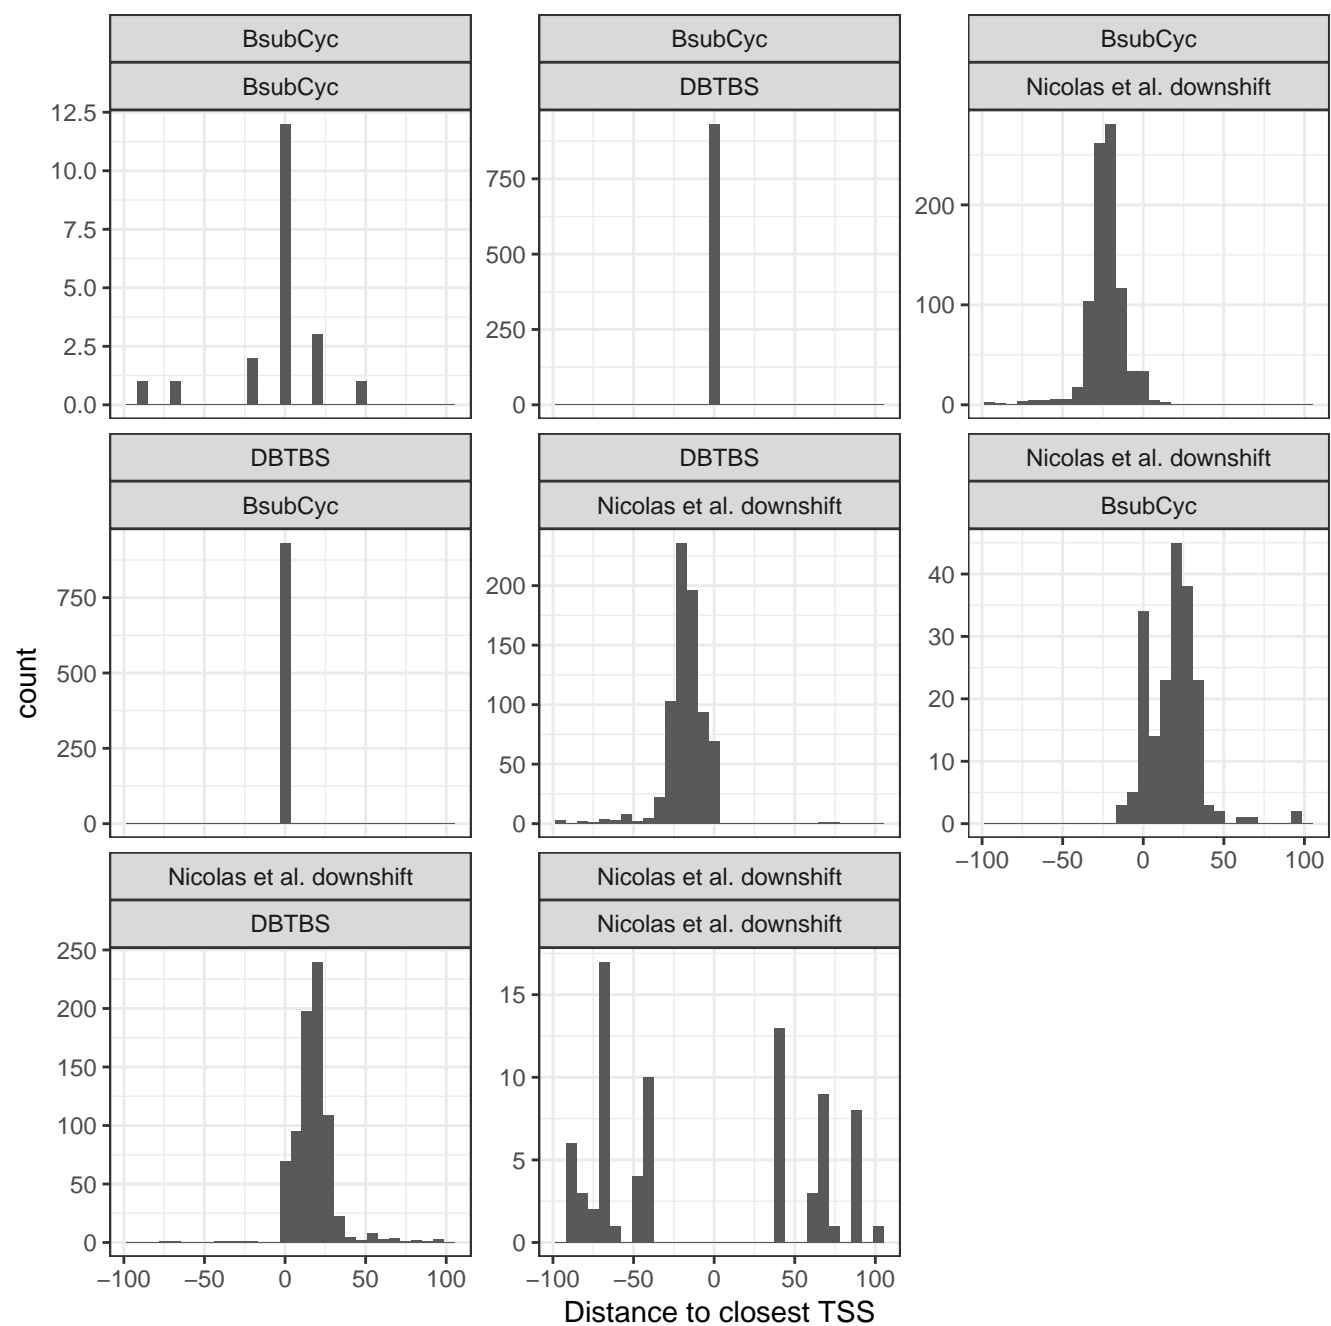 BsubCyc
BsubCyc
12.5
10.0
7.5
5.0
2.5
0.0
BsubCyc
DBTBS
750
500
250
0
BsubCyc
Nicolas et al. downshift
200
100
0
DBTBS
BsubCyc
750
500
250
0
DBTBS
Nicolas et al. downshift
200
150
100
50
0
Nicolas et al. downshift
BsubCyc
40
30
20
10
0
−100 −50 0 50 100
count
Nicolas et al. downshift
DBTBS
250
200
150
100
50
0
−100 −50 0 50 100
Nicolas et al. downshift
Nicolas et al. downshift
15
10
5
0
−100 −50 0 50 100
Distance to closest TSS